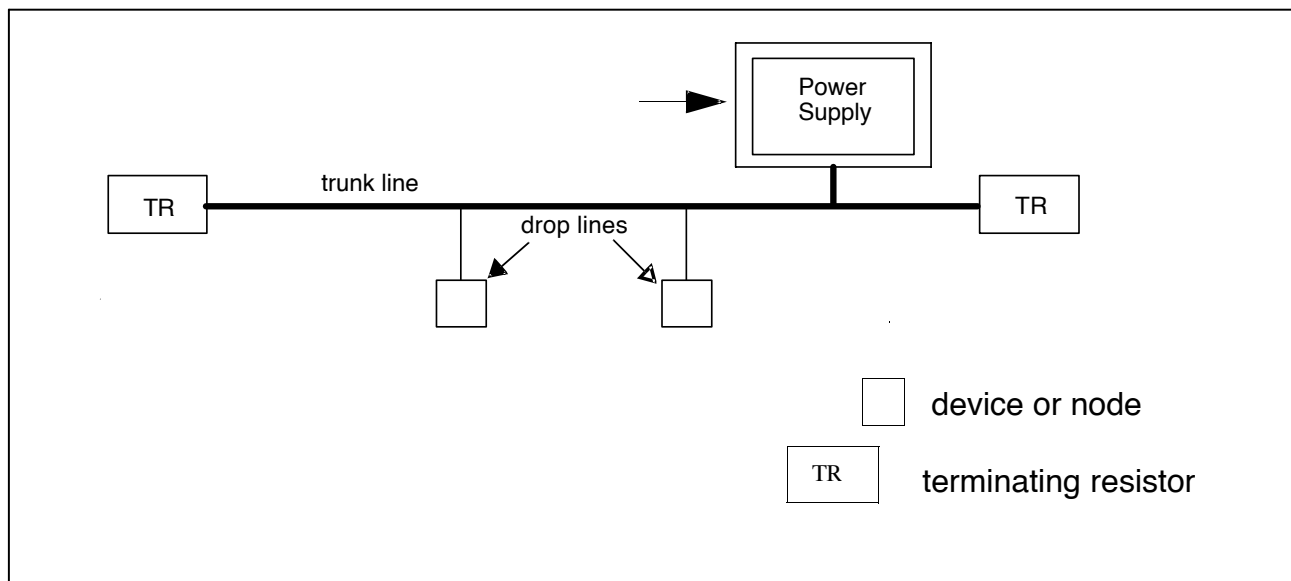 Power
Supply
trunk line
TR
TR
drop lines
device or node
TR
terminating resistor